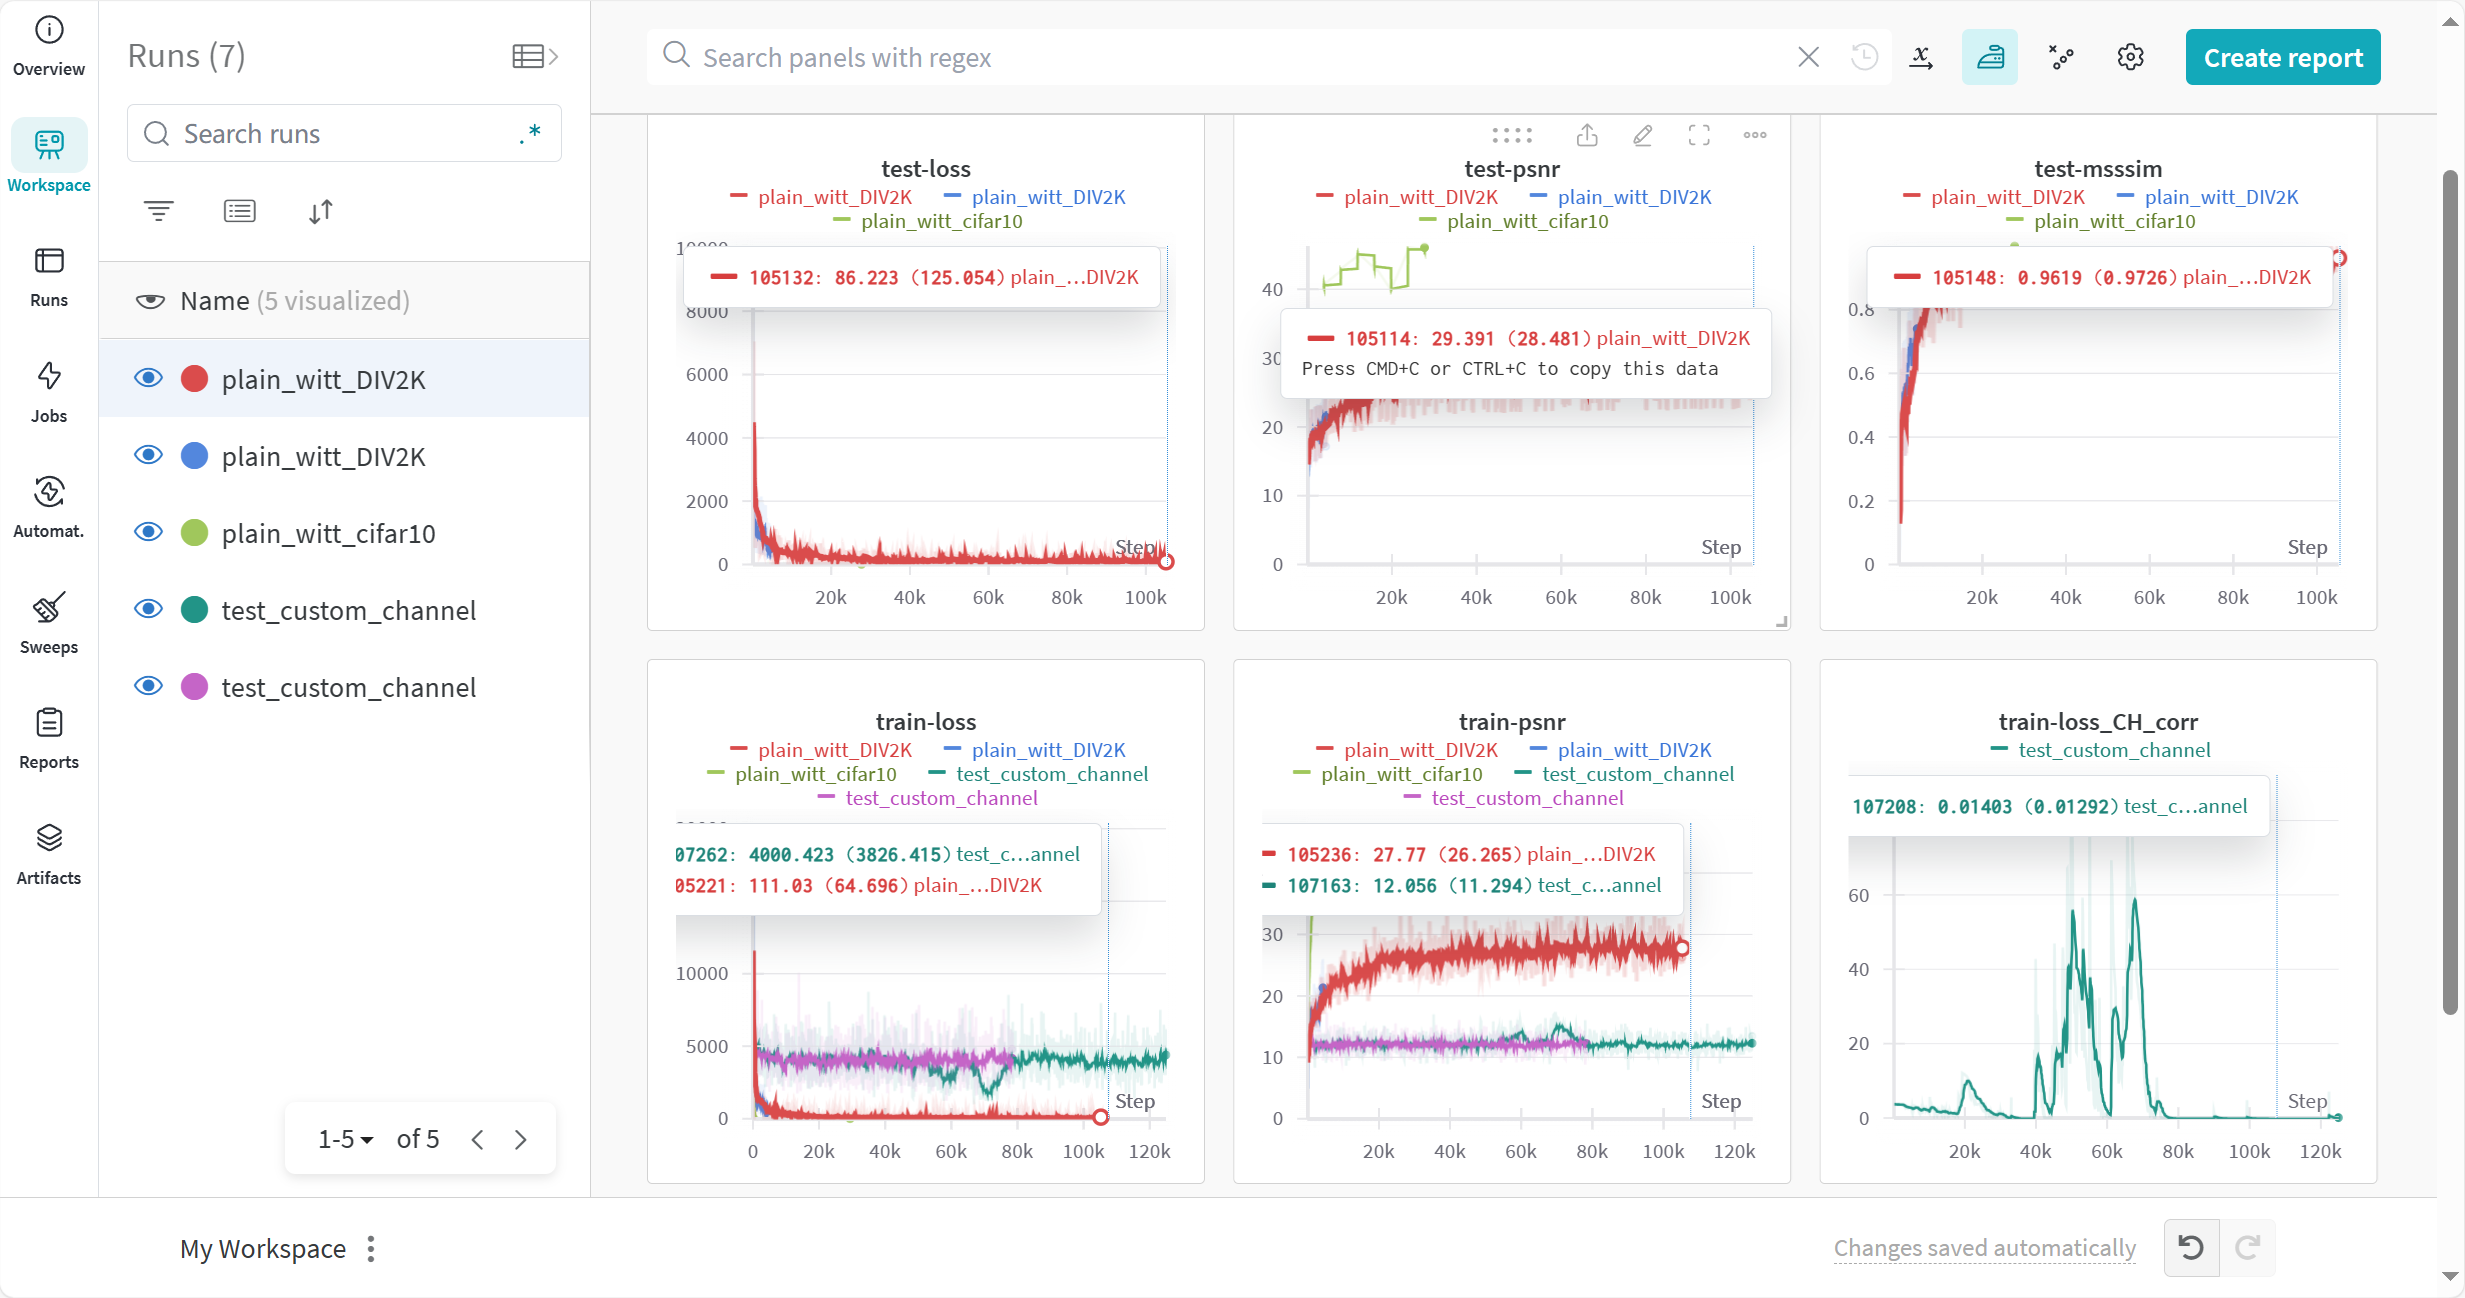 Overview
Workspace
Runs
Jobs
Automat.
Sweeps
Reports
Artifacts
Runs (7)
Search runs
.*
Name (5 visualized)
plain_witt_DIV2K
plain_witt_DIV2K
plain_witt_cifar10
test_custom_channel
test_custom_channel
1-5 of 5
Search panels with regex
Create report
test-loss
plain_witt_DIV2K plain_witt_DIV2K
plain_witt_cifar10
10000
105132: 86.223 (125.054) plain_...DIV2K
8000
6000
4000
2000
0
Step
20k 40k 60k 80k 100k
test-psnr
plain_witt_DIV2K plain_witt_DIV2K
plain_witt_cifar10
40
105114: 29.391 (28.481) plain_witt_DIV2K
Press CMD+C or CTRL+C to copy this data
30
20
10
0
Step
20k 40k 60k 80k 100k
test-msssim
plain_witt_DIV2K plain_witt_DIV2K
plain_witt_cifar10
105148: 0.9619 (0.9726) plain_...DIV2K
0.8
0.6
0.4
0.2
0
Step
20k 40k 60k 80k 100k
train-loss
plain_witt_DIV2K plain_witt_DIV2K
plain_witt_cifar10 test_custom_channel
test_custom_channel
07262: 4000.423 (3826.415) test_c...annel
05221: 111.03 (64.696) plain_...DIV2K
10000
5000
0
Step
0 20k 40k 60k 80k 100k 120k
train-psnr
plain_witt_DIV2K plain_witt_DIV2K
plain_witt_cifar10 test_custom_channel
test_custom_channel
105236: 27.77 (26.265) plain_...DIV2K
107163: 12.056 (11.294) test_c...annel
30
20
10
0
Step
20k 40k 60k 80k 100k 120k
train-loss_CH_corr
test_custom_channel
107208: 0.01403 (0.01292) test_c...annel
60
40
20
0
Step
20k 40k 60k 80k 100k 120k
My Workspace
Changes saved automatically